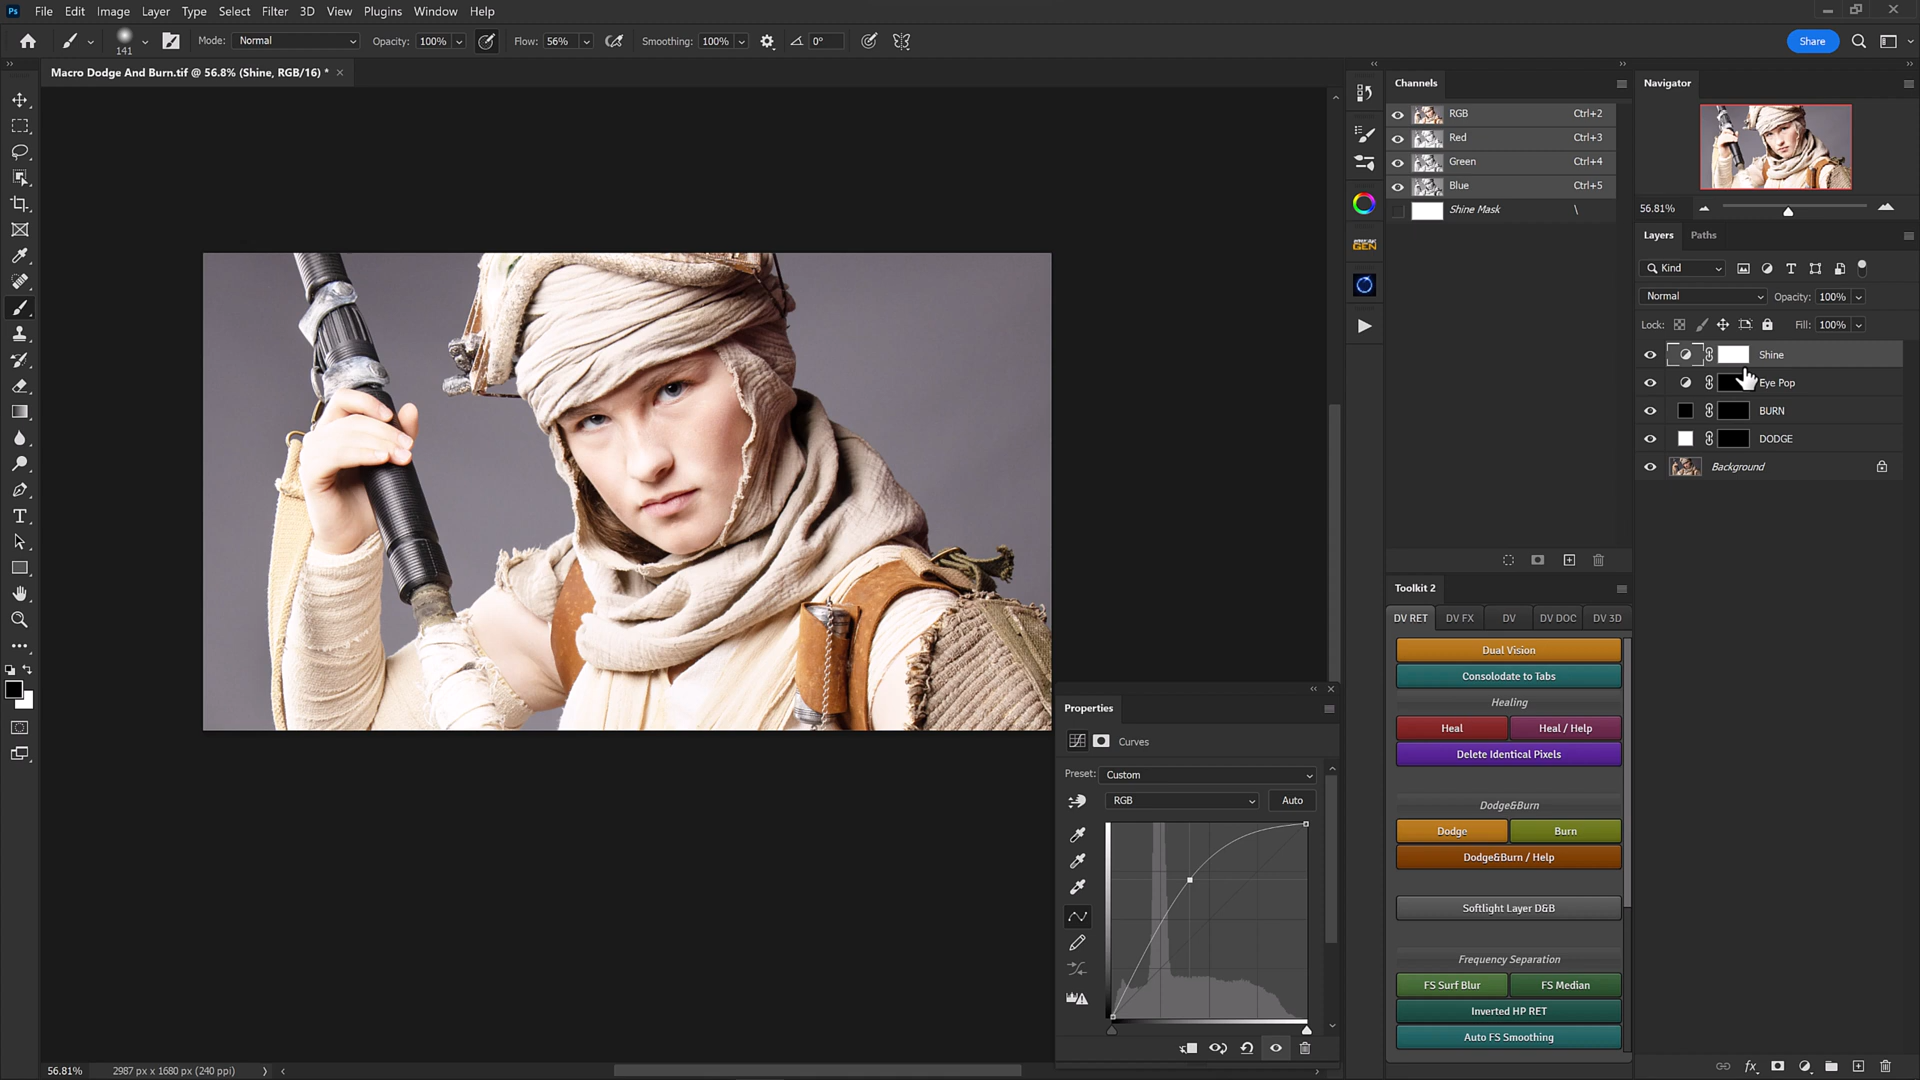 Ps File Edit Image Layer Type Select Filter 3D View Plugins Window Help
141 Mode: Normal Opacity: 100% Flow: 56% Smoothing: 100% 0° Share
Macro Dodge And Burn.tif @ 56.8% (Shine, RGB/16) * ×
Channels
RGB Ctrl+2
Red Ctrl+3
Green Ctrl+4
Blue Ctrl+5
Shine Mask \
GEN
Navigator
56.81%
Layers Paths
Kind
Normal Opacity: 100%
Lock: Fill: 100%
Shine
Eye Pop
BURN
DODGE
Background
Toolkit 2
DV RET DV FX DV DV DOC DV 3D
Dual Vision
Consolodate to Tabs
Healing
Heal Heal / Help
Delete Identical Pixels
Dodge&Burn
Dodge Burn
Dodge&Burn / Help
Softlight Layer D&B
Frequency Separation
FS Surf Blur FS Median
Inverted HP RET
Auto FS Smoothing
Properties
Curves
Preset: Custom
RGB Auto
56.81% 2987 px x 1680 px (240 ppi)